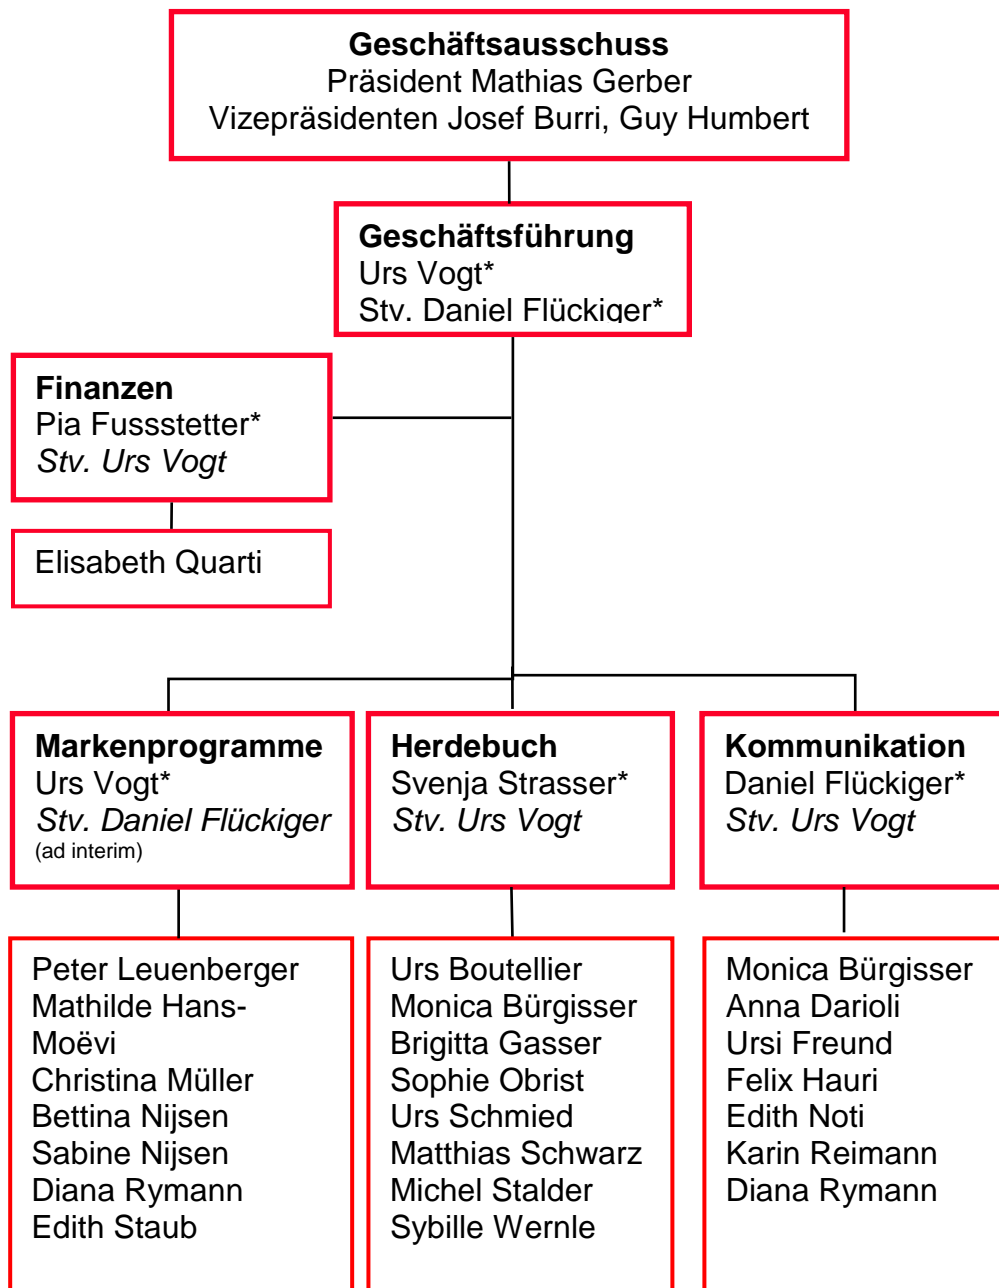 Geschäftsausschuss
Präsident Mathias Gerber
Vizepräsidenten Josef Burri, Guy Humbert
Geschäftsführung
Urs Vogt*
Stv. Daniel Flückiger*
Finanzen
Pia Fussstetter*
Stv. Urs Vogt
Elisabeth Quarti
Markenprogramme
Urs Vogt*
Stv. Daniel Flückiger
(ad interim)
Herdebuch
Svenja Strasser*
Stv. Urs Vogt
Kommunikation
Daniel Flückiger*
Stv. Urs Vogt
Peter Leuenberger
Mathilde Hans-
Moëvi
Christina Müller
Bettina Nijsen
Sabine Nijsen
Diana Rymann
Edith Staub
Urs Boutellier
Monica Bürgisser
Brigitta Gasser
Sophie Obrist
Urs Schmied
Matthias Schwarz
Michel Stalder
Sybille Wernle
Monica Bürgisser
Anna Darioli
Ursi Freund
Felix Hauri
Edith Noti
Karin Reimann
Diana Rymann